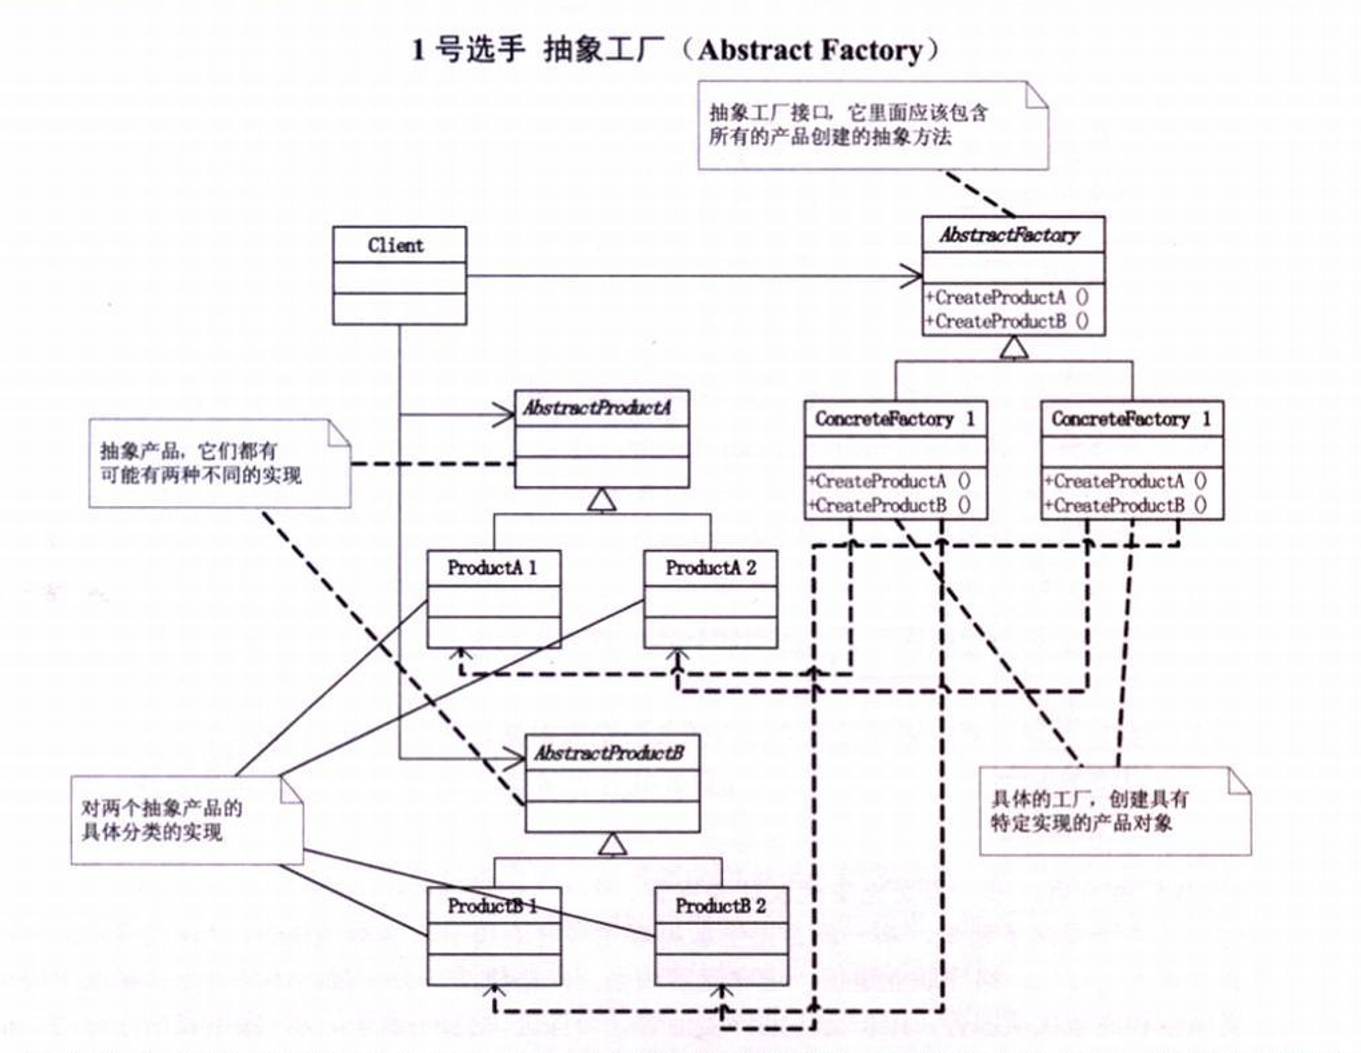 1 号选手 抽象工厂（Abstract Factory）
抽象工厂接口，它里面应该包含
所有的产品创建的抽象方法
Client
AbstractFactory
+CreateProductA ()
+CreateProductB ()
AbstractProductA
ConcreteFactory 1
+CreateProductA ()
+CreateProductB ()
ConcreteFactory 1
+CreateProductA ()
+CreateProductB ()
抽象产品，它们都有
可能有两种不同的实现
ProductA 1
ProductA 2
AbstractProductB
对两个抽象产品的
具体分类的实现
具体的工厂，创建具有
特定实现的产品对象
ProductB 1
ProductB 2